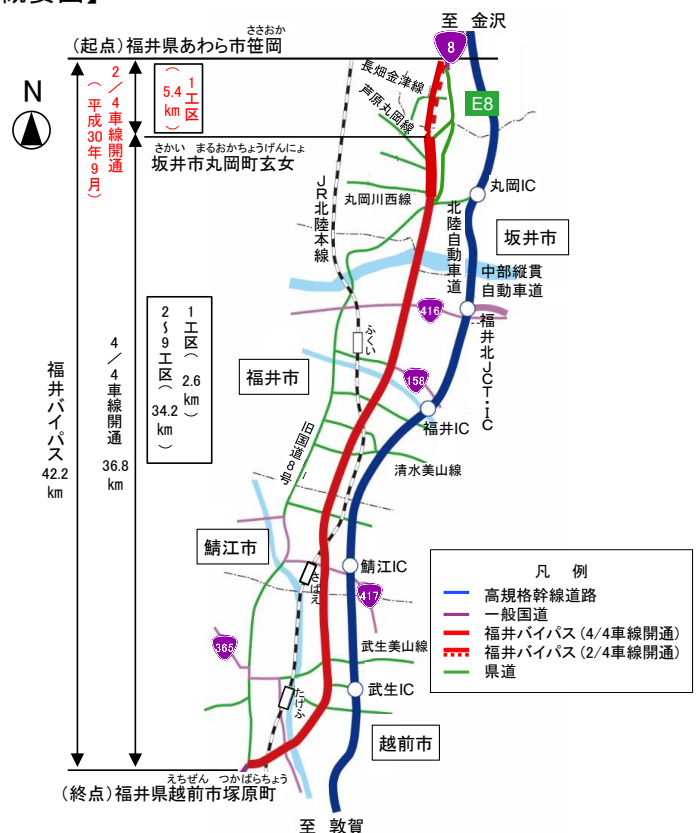 概要図】
至 金沢
ささおか
(起点)福井県あわら市笹岡
8
N
2／4車線開通
（平成30年9月）
1工区
（5.4km）
長畑金津線
芦原丸岡線
E8
さかい まるおかちょうげんにょ
坂井市丸岡町玄女
JR北陸本線
丸岡川西線
丸岡IC
北陸自動車道
坂井市
中部縦貫
自動車道
416
福井北JCT・IC
ふくい
158
福井市
福井IC
福井バイパス
42.2
km
4／4車線開通
36.8
km
1工区（2.6km）
2～9工区（34.2km）
旧国道8号
清水美山線
鯖江市
鯖江IC
さばえ
417
365
武生美山線
武生IC
たけふ
越前市
凡 例
高規格幹線道路
一般国道
福井バイパス(4/4車線開通)
福井バイパス(2/4車線開通)
県道
えちぜん つかばらちょう
(終点)福井県越前市塚原町
至 敦賀